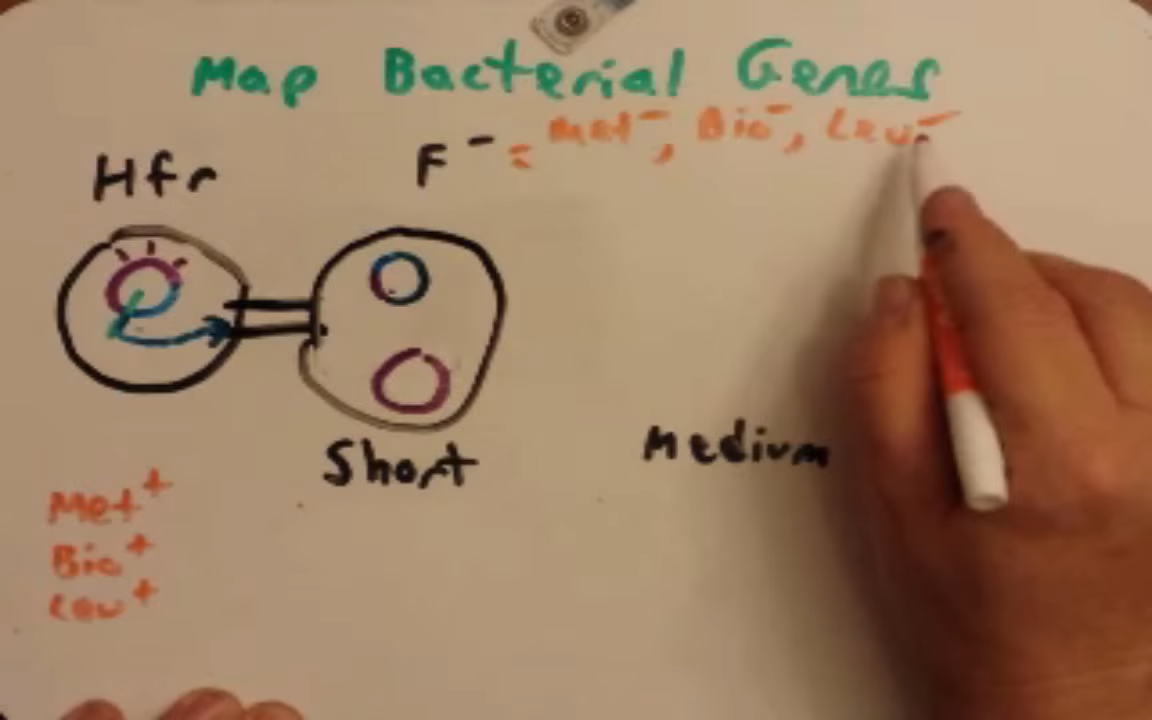 Map Bacterial Genes
F⁻ = Met⁻, Bio⁻, Leu⁻
Hfr
Short
Medium
Met⁺
Bio⁺
Leu⁺